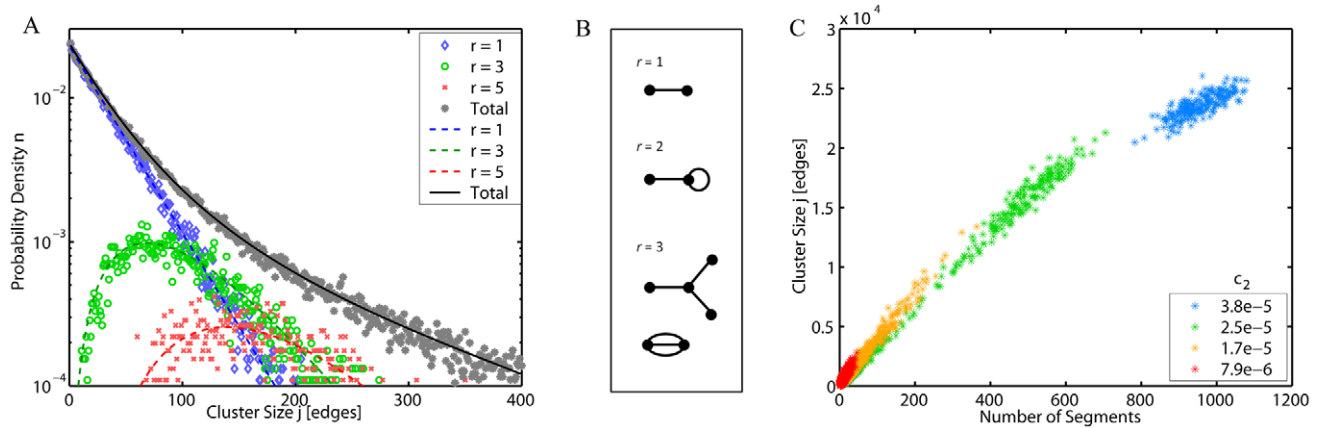 A
Probability Density n
10⁻²
10⁻³
10⁻⁴
0
100
200
300
400
Cluster Size j [edges]
r = 1
r = 3
r = 5
Total
r = 1
r = 3
r = 5
Total
B
r = 1
r = 2
r = 3
C
3 x 10⁴
2.5
2
1.5
1
0.5
0
Cluster Size j [edges]
0
200
400
600
800
1000
1200
Number of Segments
c₂
3.8e−5
2.5e−5
1.7e−5
7.9e−6